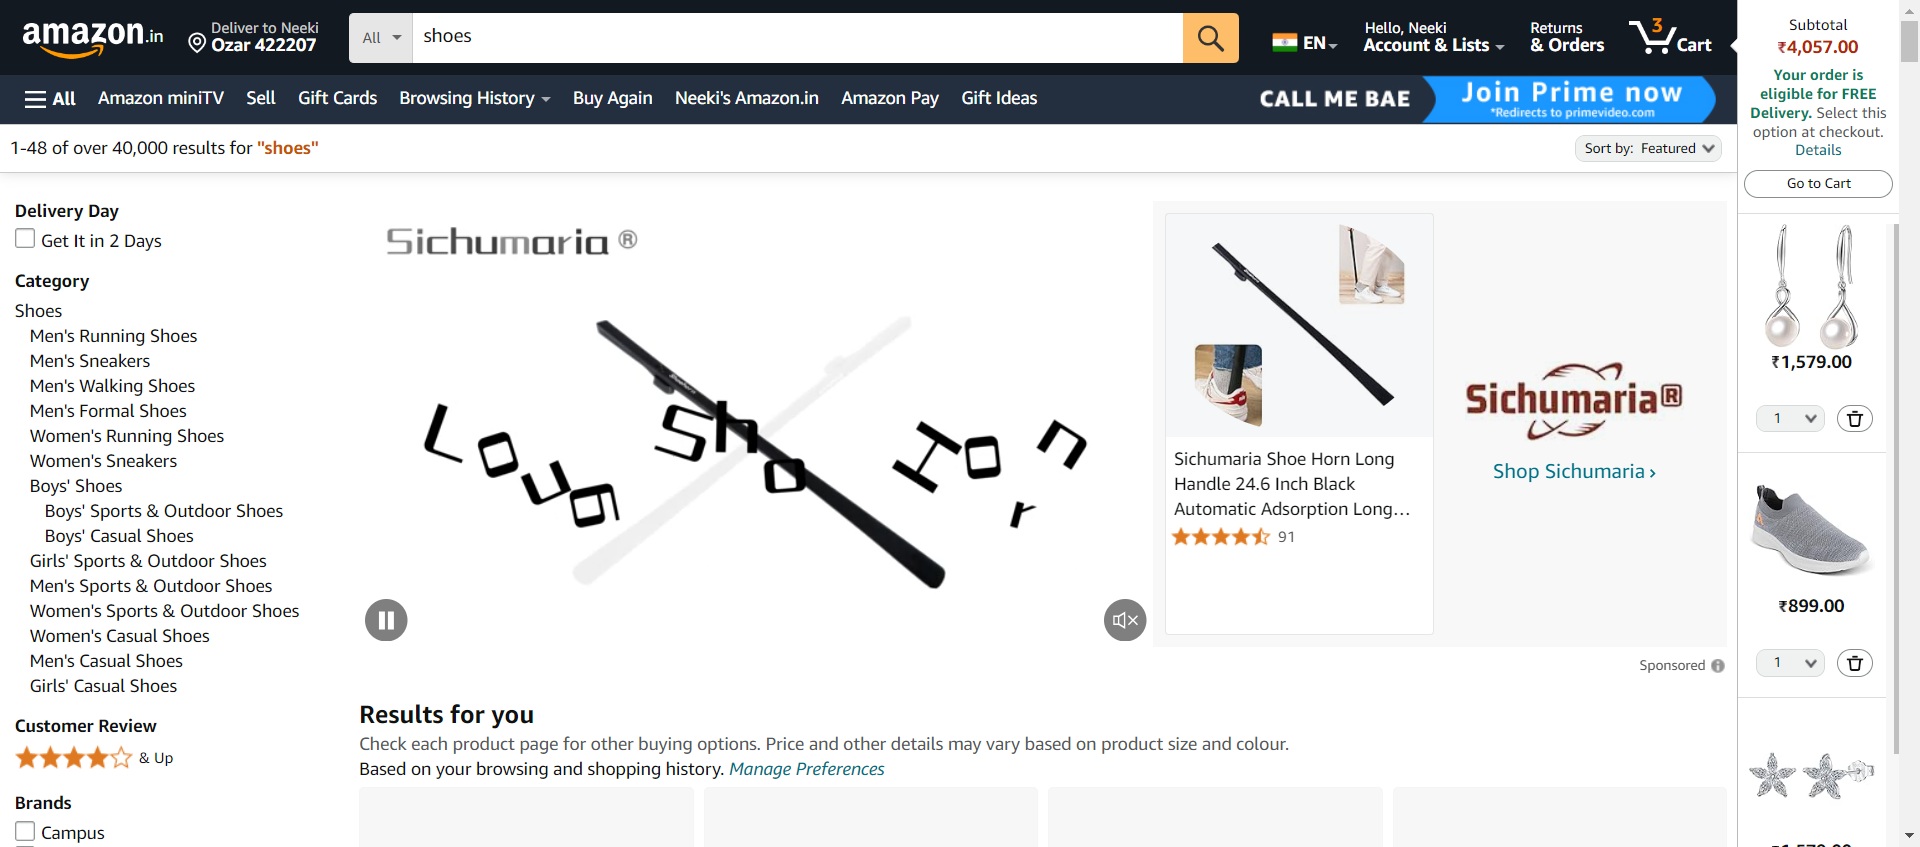 amazon.in
Deliver to Neeki
Ozar 422207
All
shoes
EN
Hello, Neeki
Account & Lists
Returns
& Orders
3
Cart
All
Amazon miniTV
Sell
Gift Cards
Browsing History
Buy Again
Neeki's Amazon.in
Amazon Pay
Gift Ideas
CALL ME BAE
Join Prime now
*Redirects to primevideo.com
Subtotal
₹4,057.00
Your order is
eligible for FREE
Delivery. Select this
option at checkout.
Details
Go to Cart
1-48 of over 40,000 results for "shoes"
Sort by: Featured
Delivery Day
Get It in 2 Days
Category
Shoes
Men's Running Shoes
Men's Sneakers
Men's Walking Shoes
Men's Formal Shoes
Women's Running Shoes
Women's Sneakers
Boys' Shoes
Boys' Sports & Outdoor Shoes
Boys' Casual Shoes
Girls' Sports & Outdoor Shoes
Men's Sports & Outdoor Shoes
Women's Sports & Outdoor Shoes
Women's Casual Shoes
Men's Casual Shoes
Girls' Casual Shoes
Customer Review
& Up
Brands
Campus
Sichumaria ®
Long Sho Horn
Sichumaria Shoe Horn Long
Handle 24.6 Inch Black
Automatic Adsorption Long...
91
Sichumaria®
Shop Sichumaria ›
Sponsored
Results for you
Check each product page for other buying options. Price and other details may vary based on product size and colour.
Based on your browsing and shopping history. Manage Preferences
₹1,579.00
1
₹899.00
1